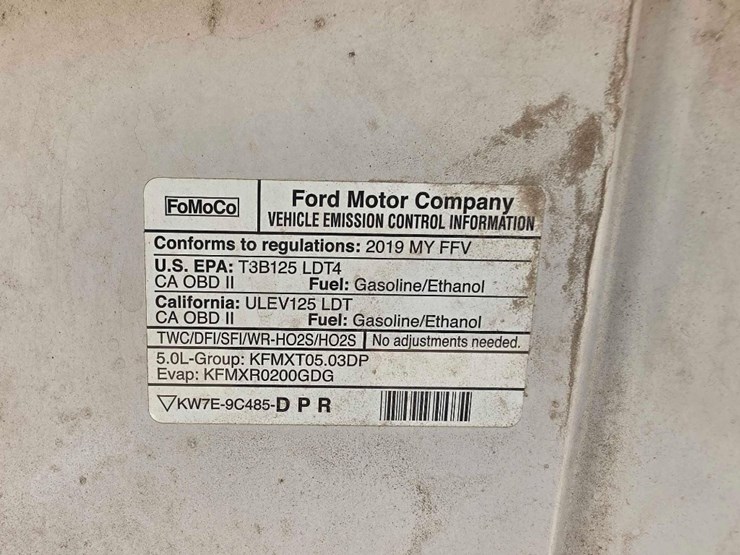 FoMoCo
Ford Motor Company
VEHICLE EMISSION CONTROL INFORMATION
Conforms to regulations: 2019 MY FFV
U.S. EPA: T3B125 LDT4
CA OBD II Fuel: Gasoline/Ethanol
California: ULEV125 LDT
CA OBD II Fuel: Gasoline/Ethanol
TWC/DFI/SFI/WR-HO2S/HO2S No adjustments needed.
5.0L-Group: KFMXT05.03DP
Evap: KFMXR0200GDG
▽KW7E-9C485-D P R